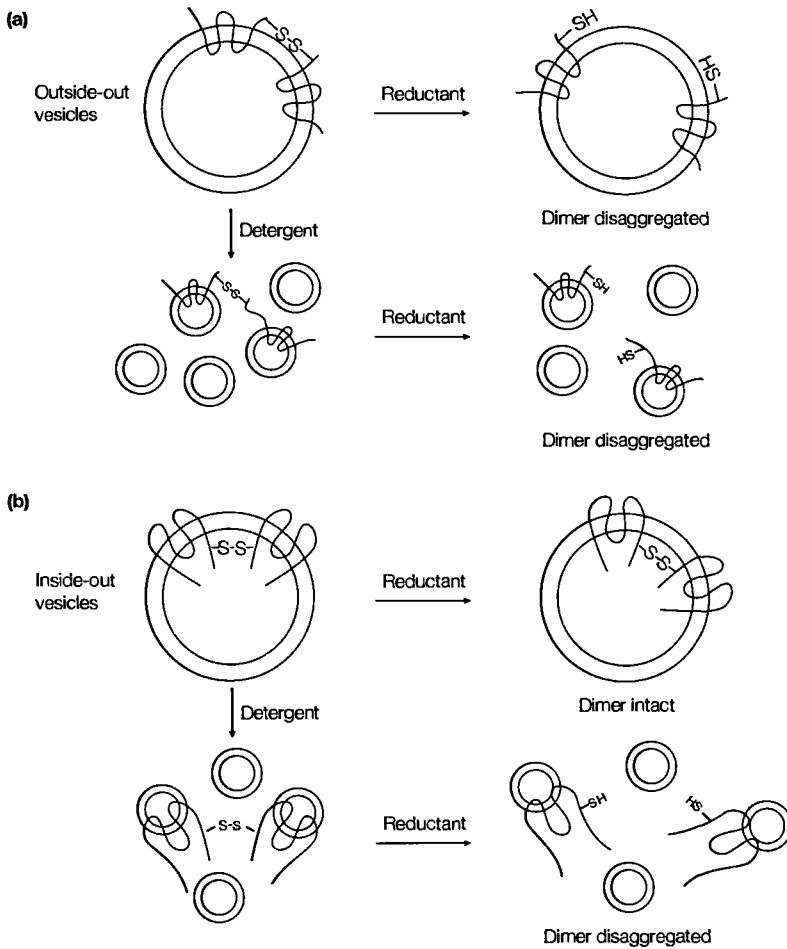 (a)
S-S
SH
HS
Outside-out
vesicles
Reductant
Dimer disaggregated
Detergent
S-S
SH
Reductant
HS
Dimer disaggregated
(b)
S-S
S-S
Inside-out
vesicles
Reductant
Dimer intact
Detergent
S-S
SH
HS
Reductant
Dimer disaggregated